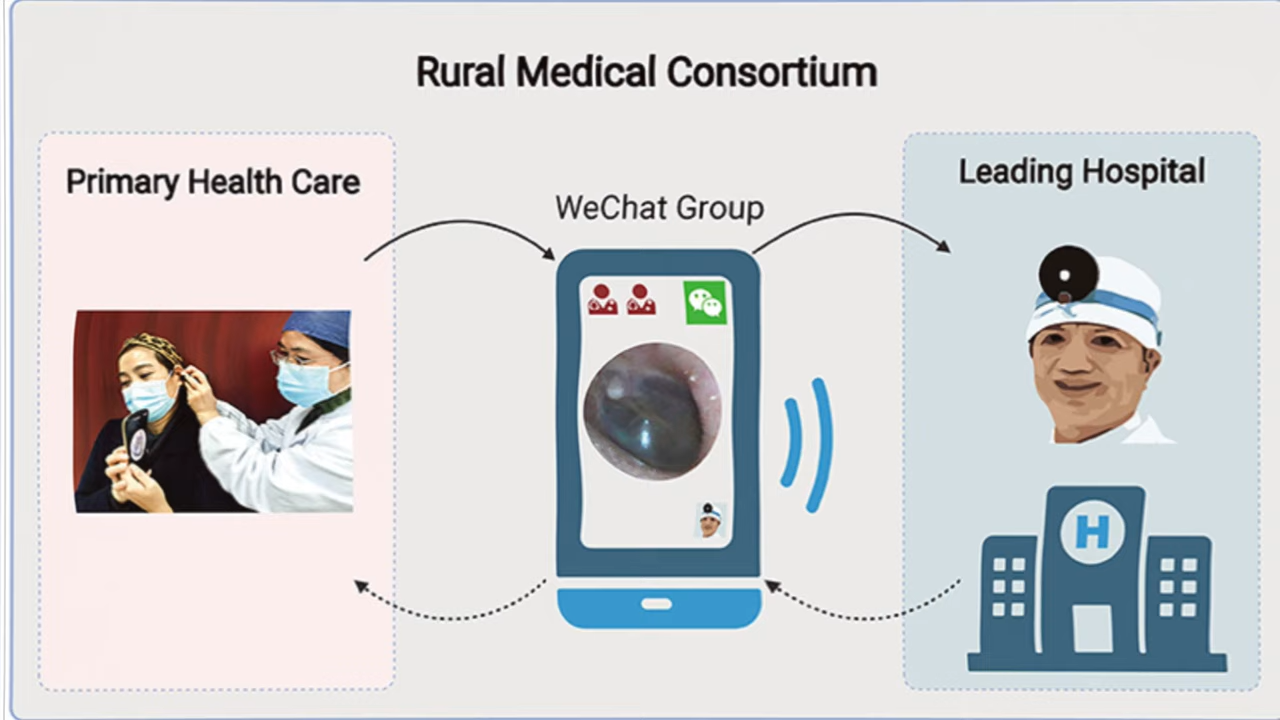 Rural Medical Consortium
Primary Health Care
WeChat Group
Leading Hospital
H